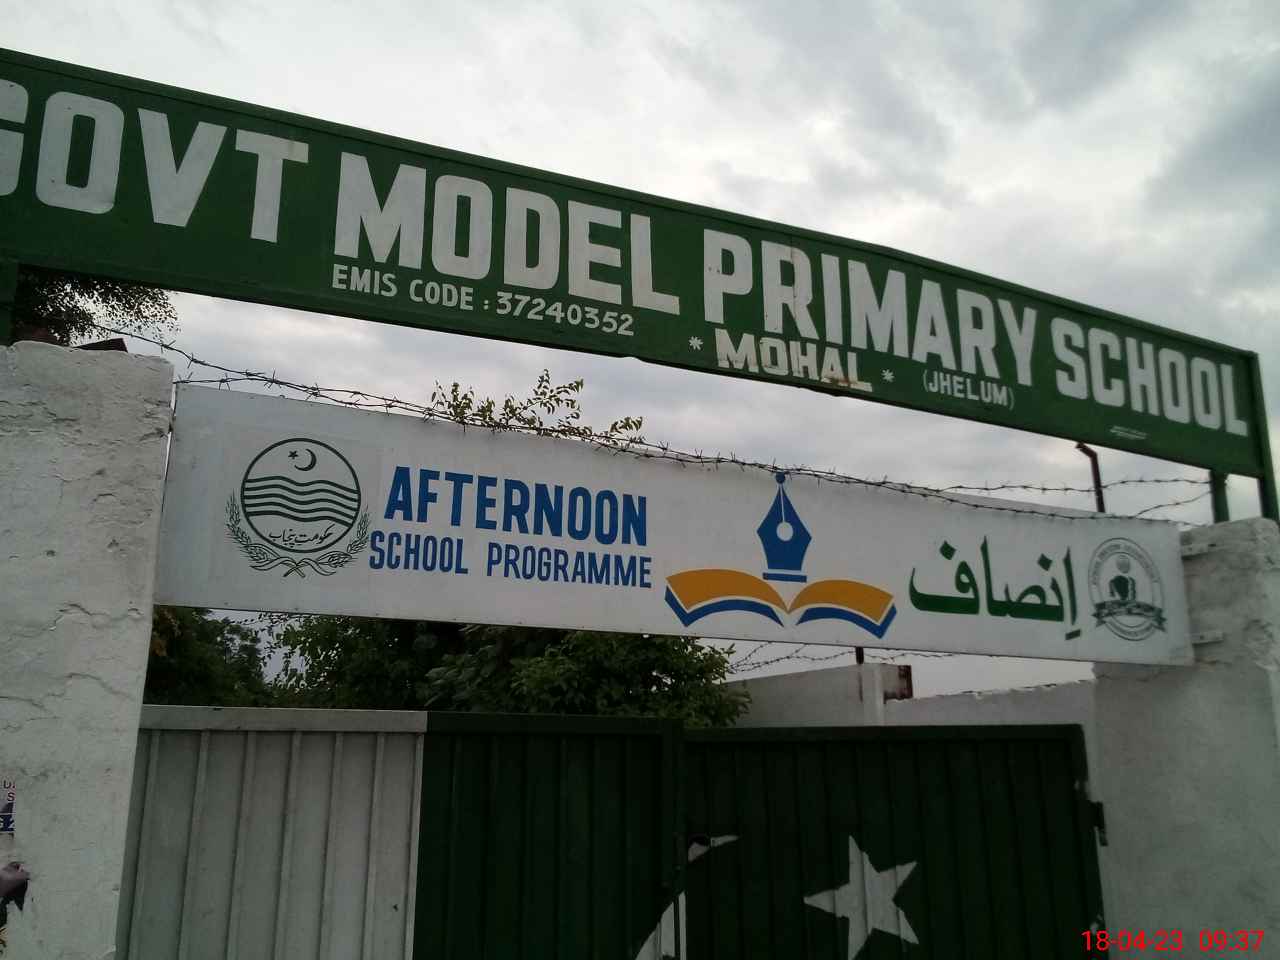 GOVT MODEL PRIMARY SCHOOL
EMIS CODE : 37240352
* MOHAL * (JHELUM)
حکومت پنجاب
AFTERNOON
SCHOOL PROGRAMME
اِنصاف
18-04-23 09:37